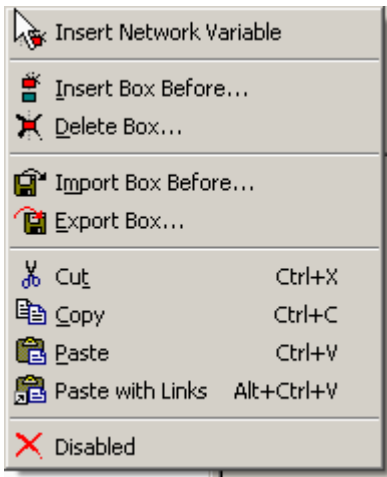 Insert Network Variable
Insert Box Before...
Delete Box...
Import Box Before...
Export Box...
Cut Ctrl+X
Copy Ctrl+C
Paste Ctrl+V
Paste with Links Alt+Ctrl+V
Disabled